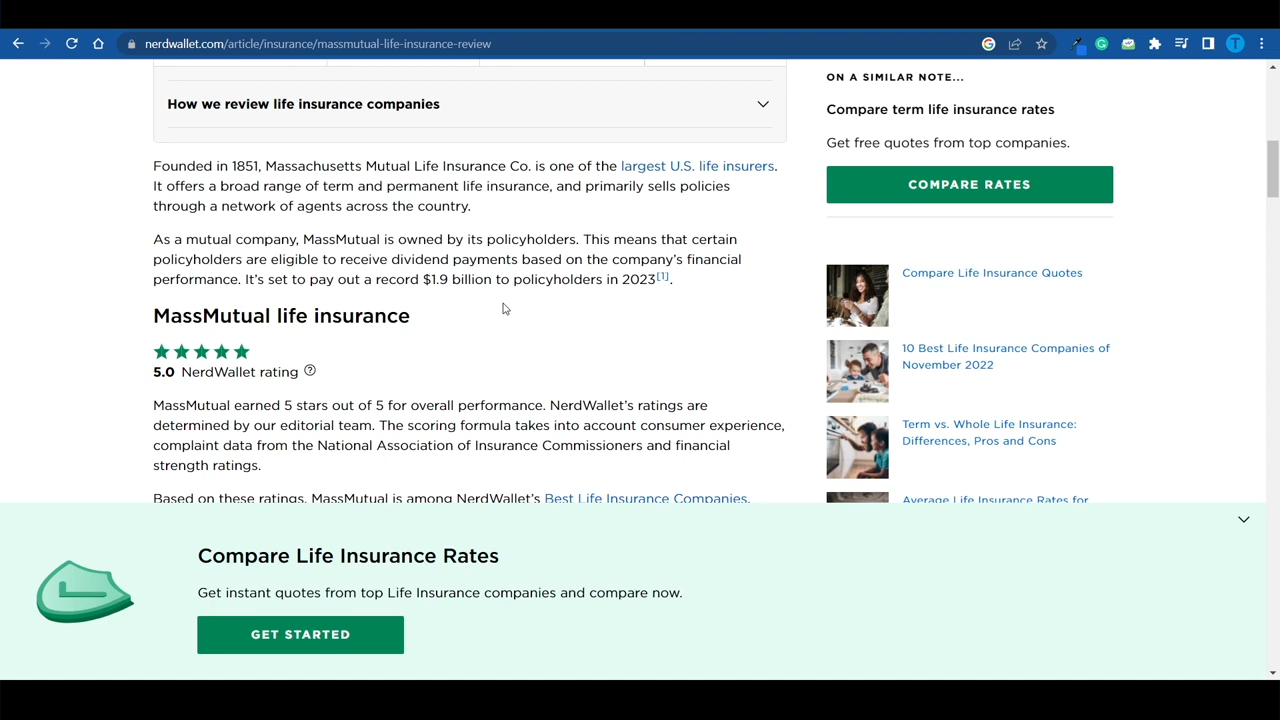 nerdwallet.com/article/insurance/massmutual-life-insurance-review
T
How we review life insurance companies
Founded in 1851, Massachusetts Mutual Life Insurance Co. is one of the largest U.S. life insurers.
It offers a broad range of term and permanent life insurance, and primarily sells policies
through a network of agents across the country.
As a mutual company, MassMutual is owned by its policyholders. This means that certain
policyholders are eligible to receive dividend payments based on the company’s financial
performance. It’s set to pay out a record $1.9 billion to policyholders in 2023[1].
MassMutual life insurance
5.0 NerdWallet rating
MassMutual earned 5 stars out of 5 for overall performance. NerdWallet’s ratings are
determined by our editorial team. The scoring formula takes into account consumer experience,
complaint data from the National Association of Insurance Commissioners and financial
strength ratings.
Based on these ratings, MassMutual is among NerdWallet’s Best Life Insurance Companies.
ON A SIMILAR NOTE...
Compare term life insurance rates
Get free quotes from top companies.
COMPARE RATES
Compare Life Insurance Quotes
10 Best Life Insurance Companies of
November 2022
Term vs. Whole Life Insurance:
Differences, Pros and Cons
Average Life Insurance Rates for
Compare Life Insurance Rates
Get instant quotes from top Life Insurance companies and compare now.
GET STARTED